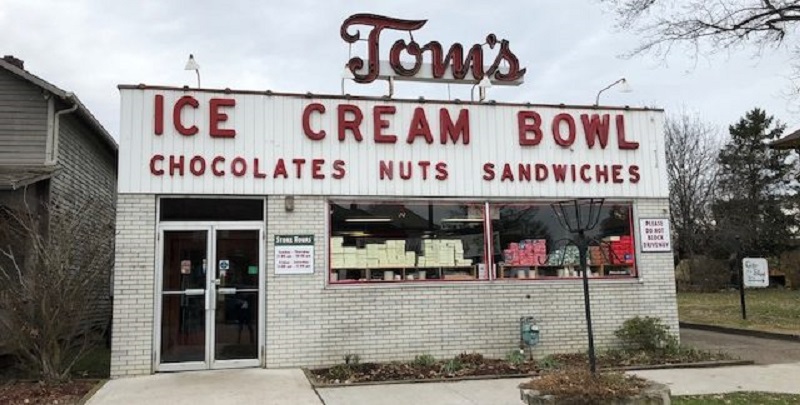 Tom's
ICE CREAM BOWL
CHOCOLATES NUTS SANDWICHES
STORE HOURS
PLEASE
DO NOT
BLOCK
DRIVEWAY